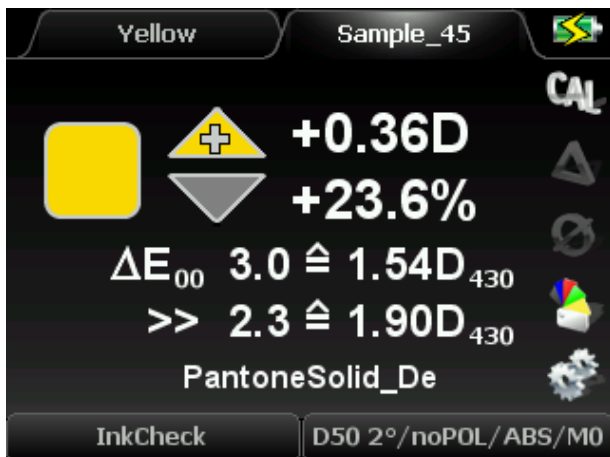 Yellow Sample_45
CAL
+0.36D
+23.6%
ΔE00 3.0 ≙ 1.54D430
>> 2.3 ≙ 1.90D430
PantoneSolid_De
InkCheck D50 2°/noPOL/ABS/M0